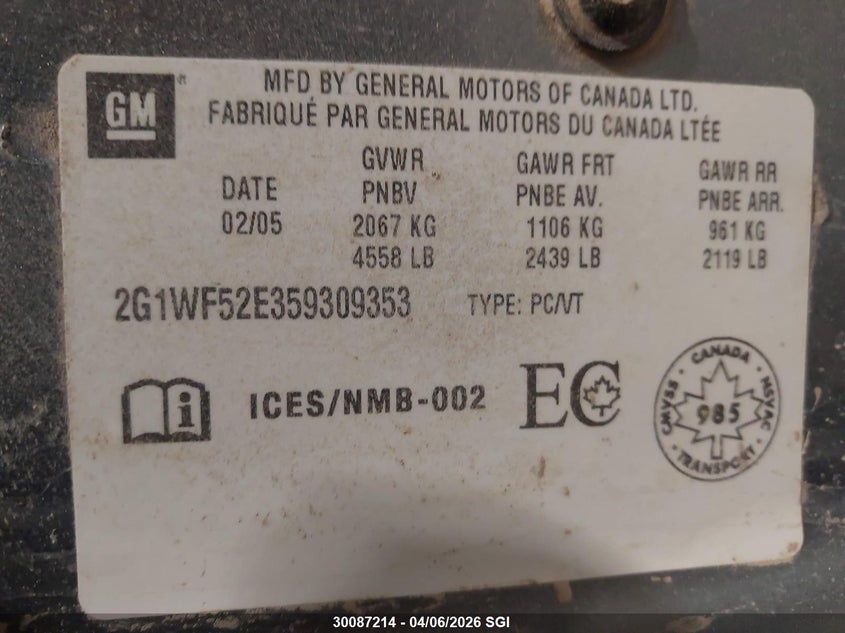 GM
MFD BY GENERAL MOTORS OF CANADA LTD.
FABRIQUÉ PAR GENERAL MOTORS DU CANADA LTÉE
DATE
02/05
GVWR
PNBV
2067 KG
4558 LB
GAWR FRT
PNBE AV.
1106 KG
2439 LB
GAWR RR
PNBE ARR.
961 KG
2119 LB
2G1WF52E359309353 TYPE: PC/VT
i ICES/NMB-002 EC
CANADA
CMVSS · 985 · NSVAC
TRANSPORT
30087214 - 04/06/2026 SGI